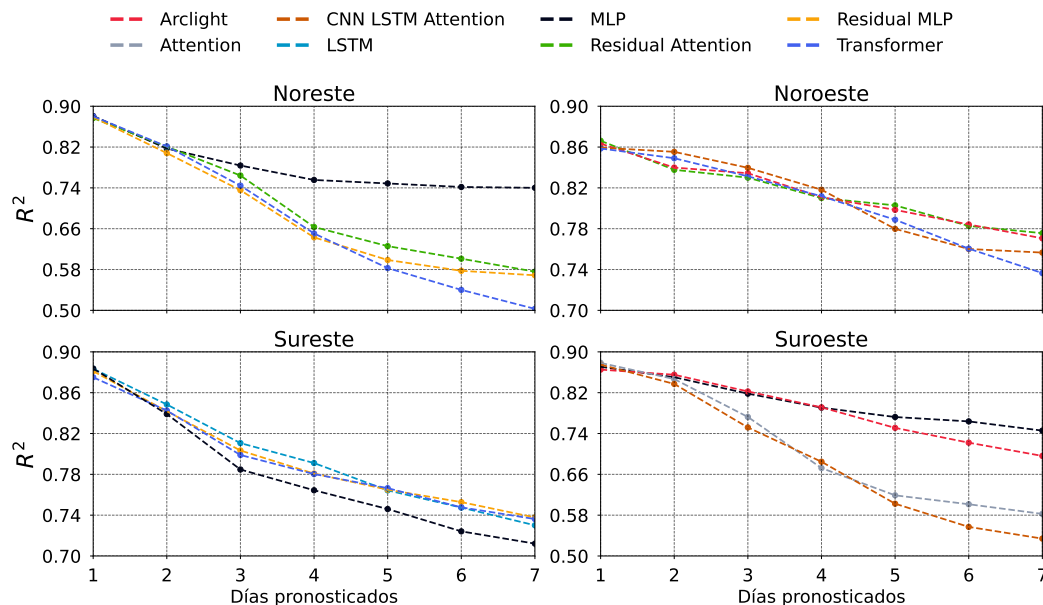 Arclight CNN LSTM Attention MLP Residual MLP
Attention LSTM Residual Attention Transformer
Noreste Noroeste
0.90 0.90
0.82 0.86
0.74 0.82
0.66 0.78
0.58 0.74
0.50 0.70
R²
Sureste Suroeste
0.90 0.90
0.86 0.82
0.82 0.74
0.78 0.66
0.74 0.58
0.70 0.50
R²
1 2 3 4 5 6 7 1 2 3 4 5 6 7
Días pronosticados Días pronosticados